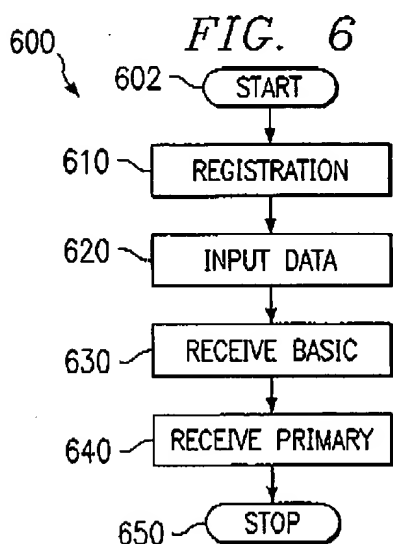 FIG. 6
600
602 START
610 REGISTRATION
620 INPUT DATA
630 RECEIVE BASIC
640 RECEIVE PRIMARY
650 STOP